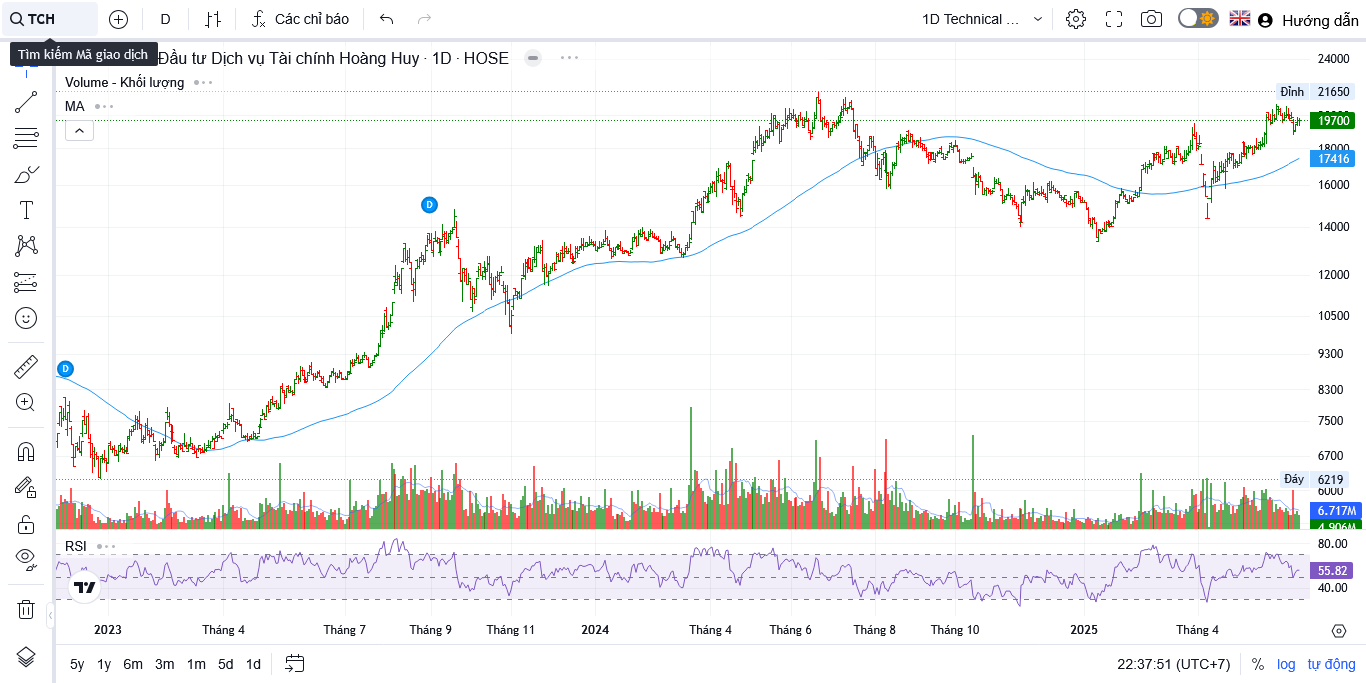 TCH
D
Các chỉ báo
1D Technical ...
Hướng dẫn
Tìm kiếm Mã giao dịch
Đầu tư Dịch vụ Tài chính Hoàng Huy · 1D · HOSE
Volume - Khối lượng
MA
24000
Đỉnh 21650
19700
18000
17416
16000
14000
12000
10500
9300
8300
7500
6700
Đáy 6219
6000
6.717M
4.906M
D
D
RSI
80.00
55.82
40.00
2023 Tháng 4 Tháng 7 Tháng 9 Tháng 11 2024 Tháng 4 Tháng 6 Tháng 8 Tháng 10 2025 Tháng 4
5y 1y 6m 3m 1m 5d 1d
22:37:51 (UTC+7) % log tự động